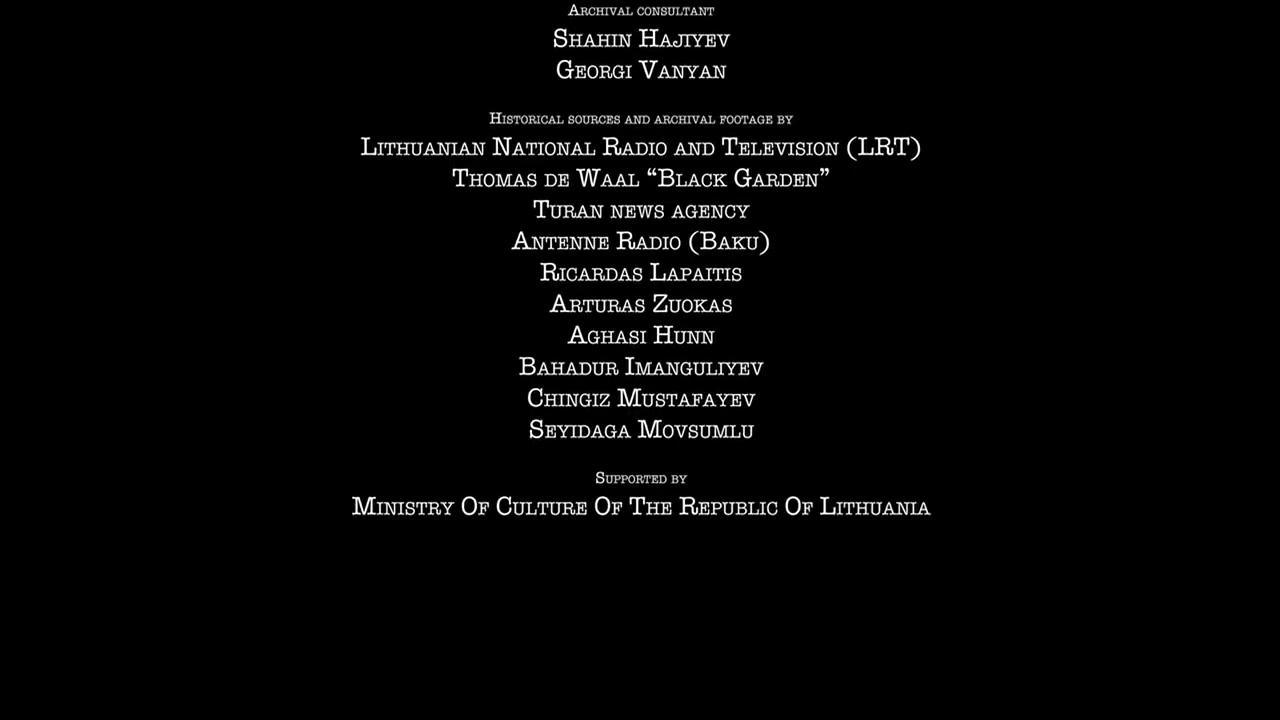 Archival consultant
Shahin Hajiyev
Georgi Vanyan
Historical sources and archival footage by
Lithuanian National Radio and Television (LRT)
Thomas de Waal “Black Garden”
Turan news agency
Antenne Radio (Baku)
Ricardas Lapaitis
Arturas Zuokas
Aghasi Hunn
Bahadur Imanguliyev
Chingiz Mustafayev
Seyidaga Movsumlu
Supported by
Ministry Of Culture Of The Republic Of Lithuania